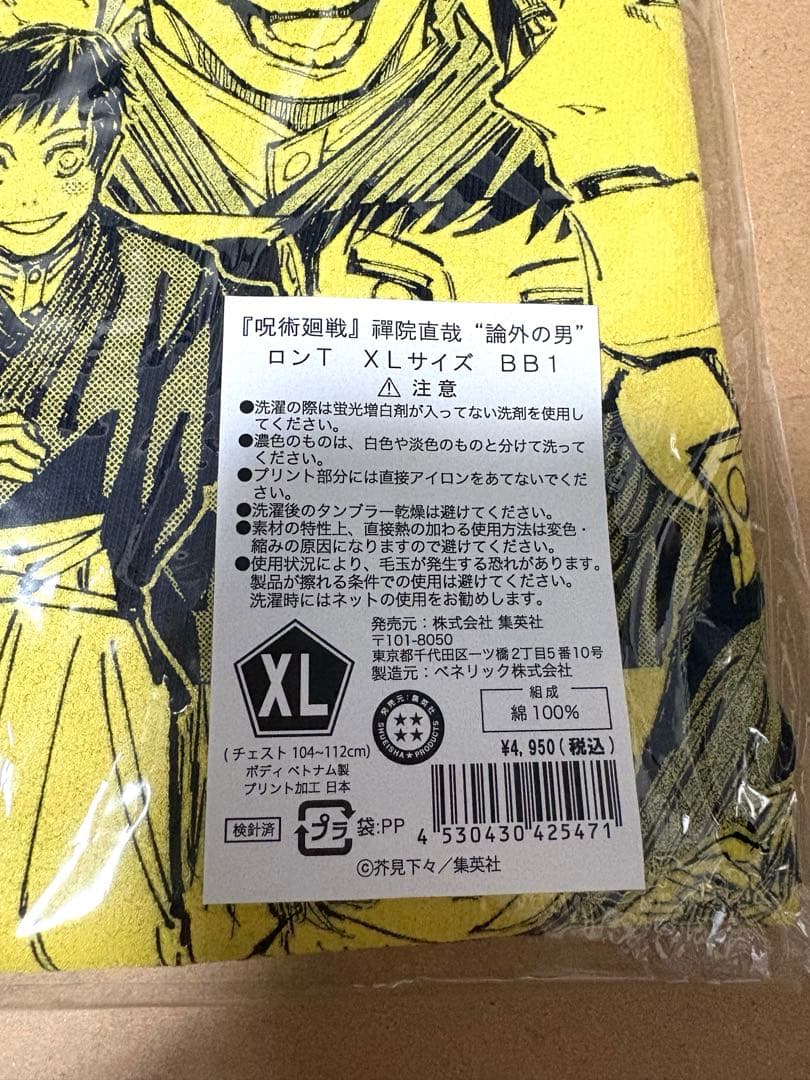 『呪術廻戦』禪院直哉 “論外の男”
ロンT　XLサイズ　BB1
⚠ 注意
●洗濯の際は蛍光増白剤が入ってない洗剤を使用し
てください。
●濃色のものは、白色や淡色のものと分けて洗って
ください。
●プリント部分には直接アイロンをあてないでくだ
さい。
●洗濯後のタンブラー乾燥は避けてください。
●素材の特性上、直接熱の加わる使用方法は変色・
縮みの原因になりますので避けてください。
●使用状況により、毛玉が発生する恐れがあります。
製品が擦れる条件での使用は避けてください。
洗濯時にはネットの使用をお勧めします。
発売元：株式会社 集英社
〒101-8050
東京都千代田区一ツ橋2丁目5番10号
製造元：ベネリック株式会社
XL
(チェスト 104~112cm)
ボディ ベトナム製
プリント加工 日本
発売元：集英社
SHUEISHA★PRODUCTS
組成
綿 100%
¥4,950(税込)
検針済
プラ
袋:PP
4 530430 425471
©芥見下々／集英社